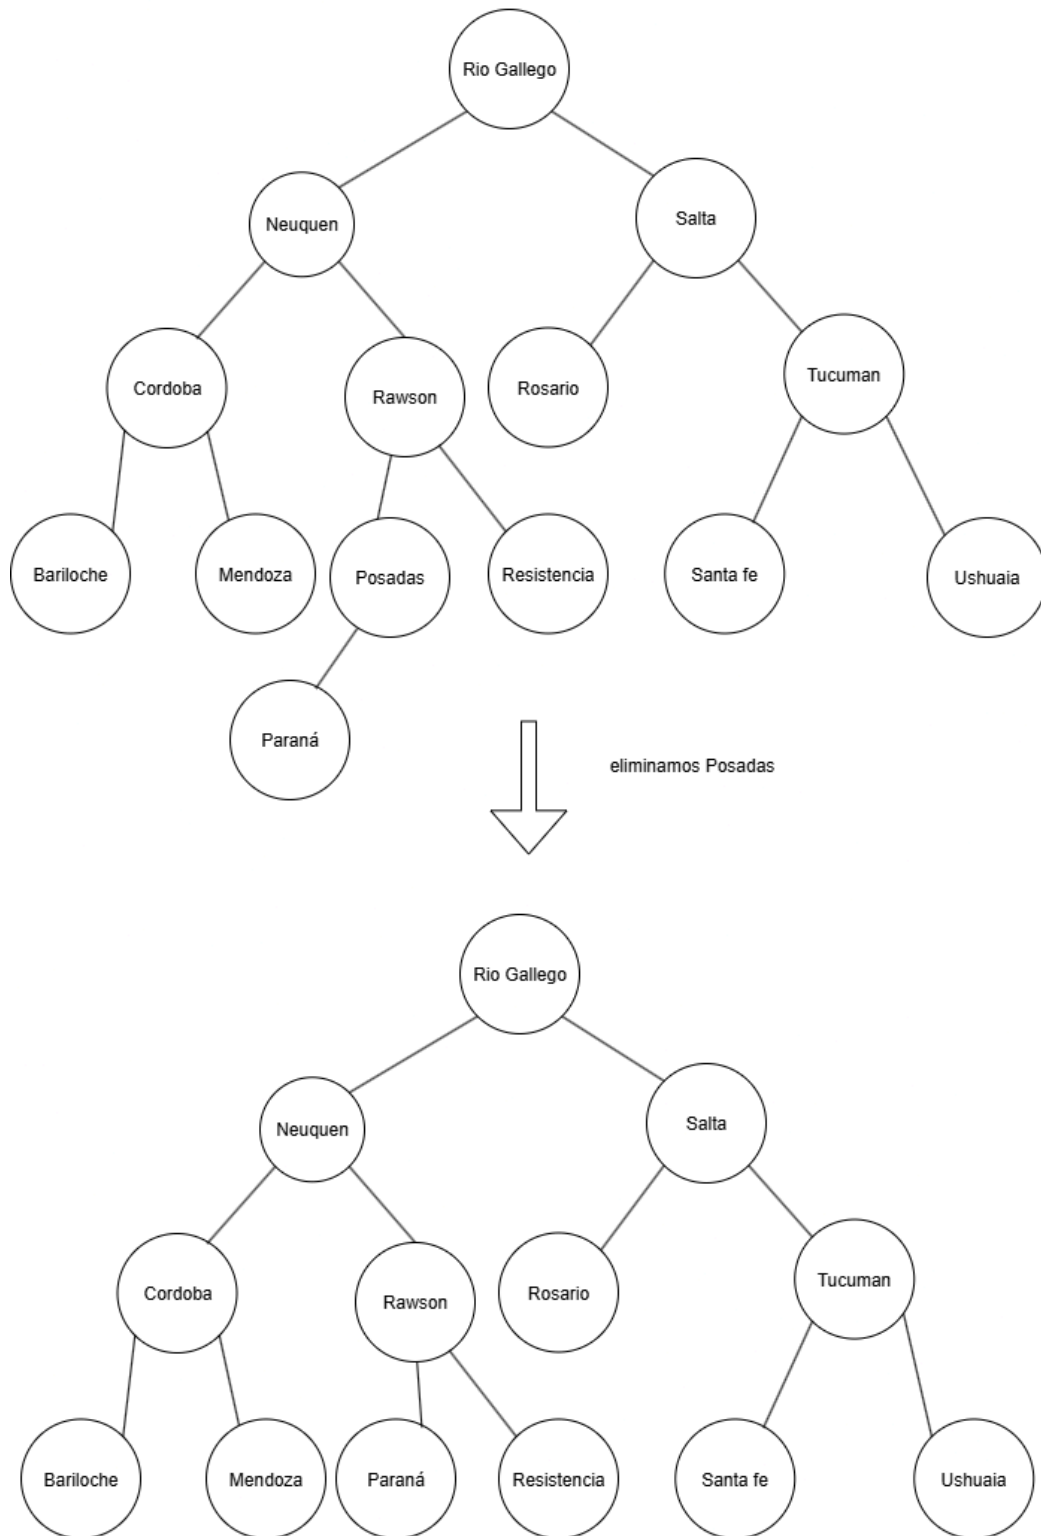 Rio Gallego
Neuquen
Salta
Cordoba
Rawson
Rosario
Tucuman
Bariloche
Mendoza
Posadas
Resistencia
Santa fe
Ushuaia
Paraná
eliminamos Posadas
Rio Gallego
Neuquen
Salta
Cordoba
Rawson
Rosario
Tucuman
Bariloche
Mendoza
Paraná
Resistencia
Santa fe
Ushuaia